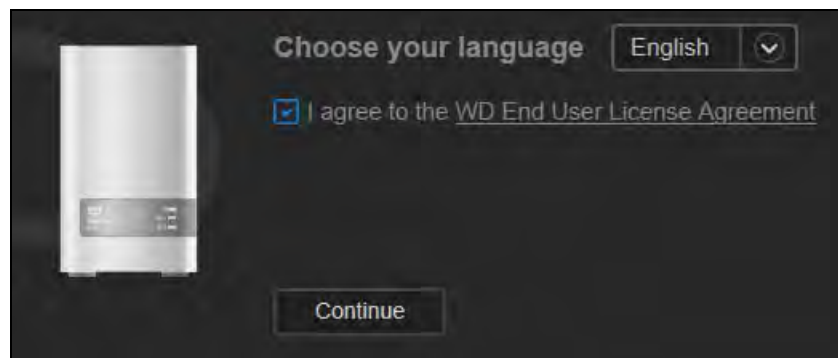 Choose your language English
I agree to the WD End User License Agreement
Continue